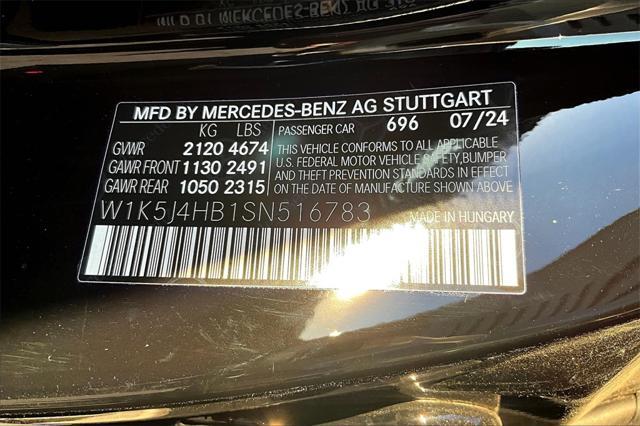 MFD BY MERCEDES-BENZ AG STUTTGART
KG LBS PASSENGER CAR 696 07/24
GVWR 2120 4674
GAWR FRONT 1130 2491
GAWR REAR 1050 2315
THIS VEHICLE CONFORMS TO ALL APPLICABLE
U.S. FEDERAL MOTOR VEHICLE SAFETY, BUMPER
AND THEFT PREVENTION STANDARDS IN EFFECT
ON THE DATE OF MANUFACTURE SHOWN ABOVE
W1K5J4HB1SN516783 MADE IN HUNGARY